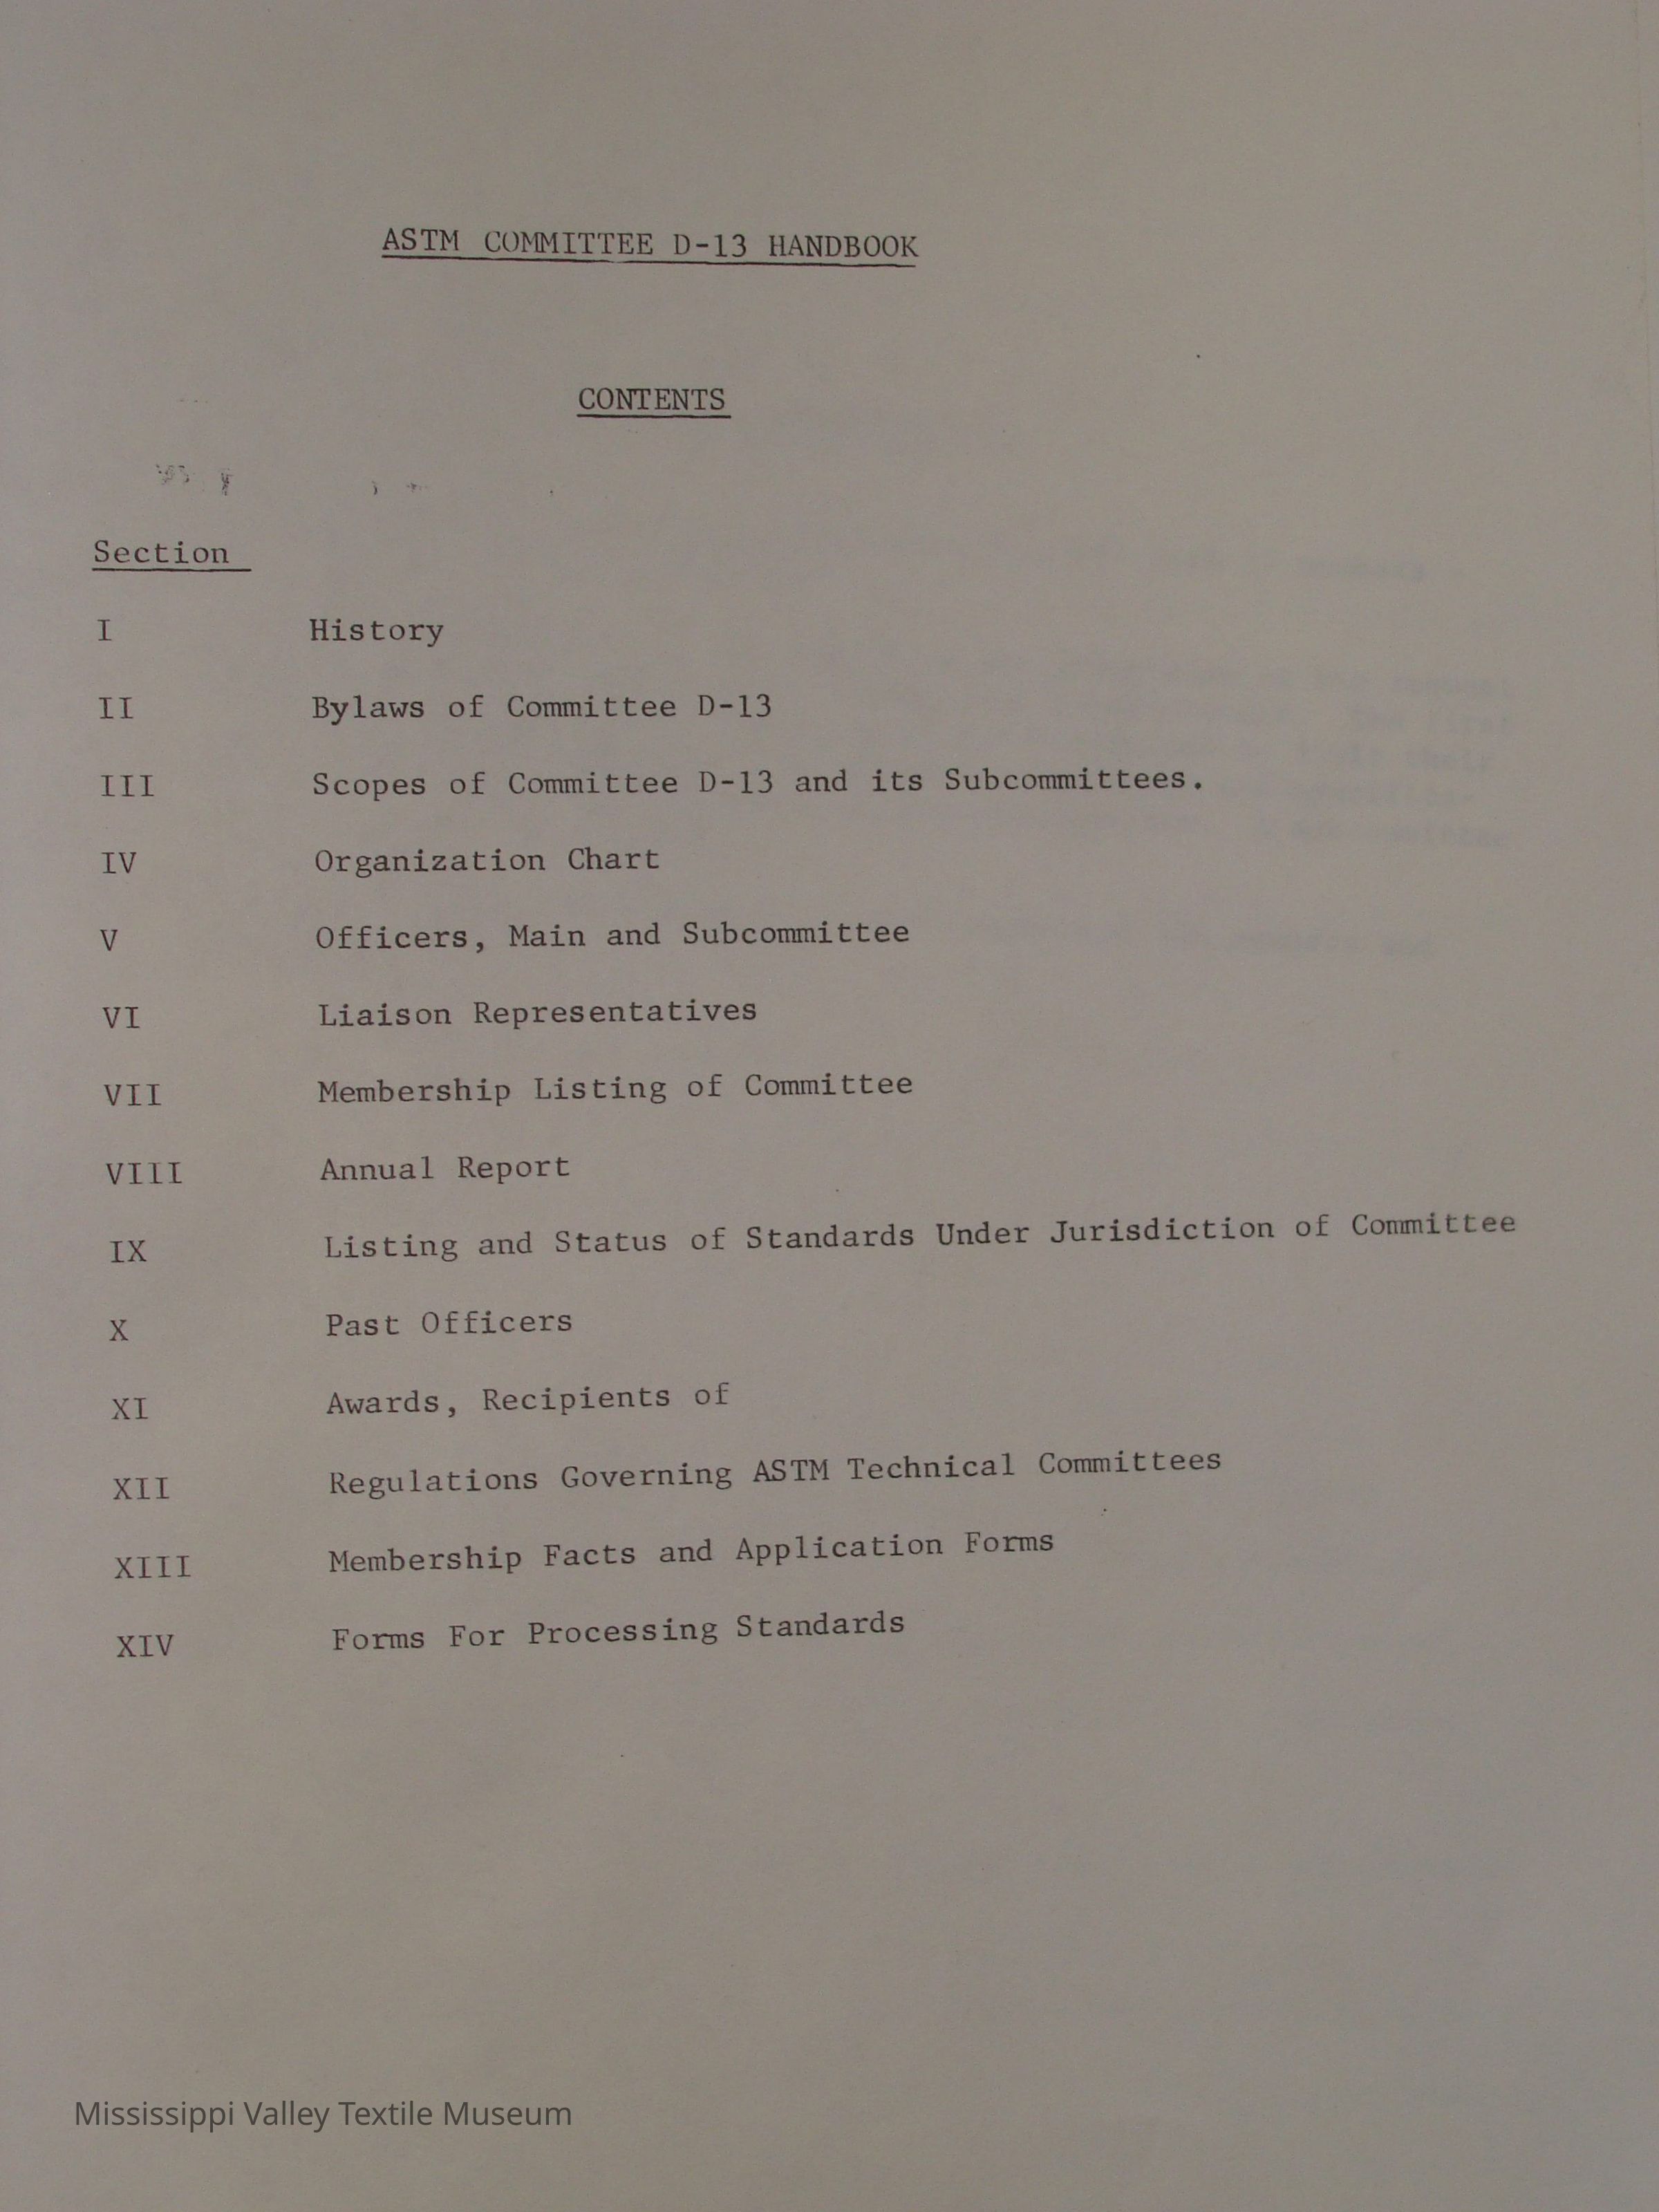 ASTM COMMITTEE D-13 HANDBOOK
CONTENTS
Section
I History
II Bylaws of Committee D-13
III Scopes of Committee D-13 and its Subcommittees.
IV Organization Chart
V Officers, Main and Subcommittee
VI Liaison Representatives
VII Membership Listing of Committee
VIII Annual Report
IX Listing and Status of Standards Under Jurisdiction of Committee
X Past Officers
XI Awards, Recipients of
XII Regulations Governing ASTM Technical Committees
XIII Membership Facts and Application Forms
XIV Forms For Processing Standards
Mississippi Valley Textile Museum